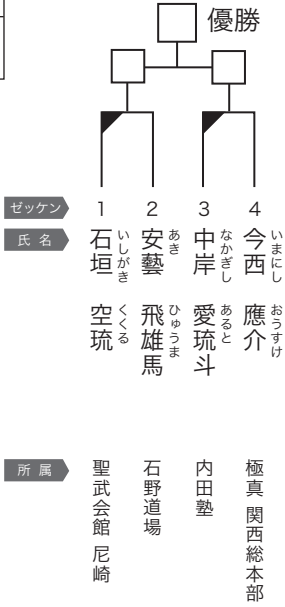 優勝
ゼッケン 1 2 3 4
氏名
石垣 空琉
いしがき くくる
安藝 飛雄馬
あき ひゅうま
中岸 愛琉斗
なかぎし あると
今西 應介
いまにし おうすけ
所属
聖武会館 尼崎
石野道場
内田塾
極真 関西総本部